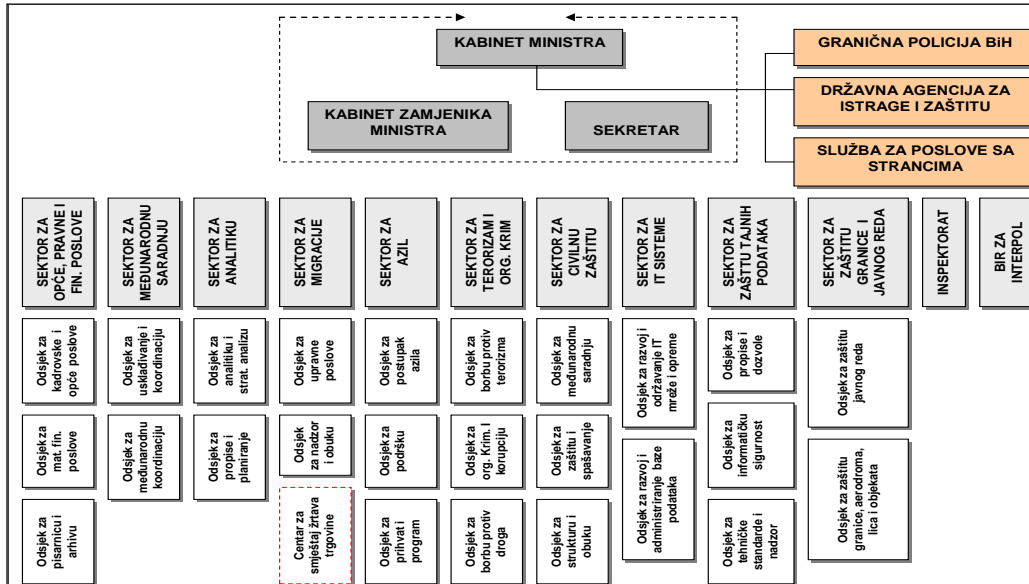 KABINET MINISTRA
GRANIČNA POLICIJA BiH
DRŽAVNA AGENCIJA ZA
ISTRAGE I ZAŠTITU
KABINET ZAMJENIKA
MINISTRA
SEKRETAR
SLUŽBA ZA POSLOVE SA
STRANCIMA
SEKTOR ZA
OPĆE, PRAVNE I
FIN. POSLOVE
SEKTOR ZA
MEĐUNARODNU
SARADNJU
SEKTOR ZA
ANALITIKU
SEKTOR ZA
MIGRACIJE
SEKTOR ZA
AZIL
SEKTOR ZA
TERORIZAM I
ORG. KRIM
SEKTOR ZA
CIVILNU
ZAŠTITU
SEKTOR ZA
IT SISTEME
SEKTOR ZA
ZAŠTTU TAJNIH
PODATAKA
SEKTOR ZA
ZAŠTITU
GRANICE I
JAVNOG REDA
INSPEKTORAT
BIR ZA
INTERPOL
Odsjek za
kadrovske i
opće poslove
Odsjek za
usklađivanje i
koordinaciju
Odsjek za
analitiku i
strat. analizu
Odsjek za
upravne
poslove
Odsjek za
postupak
azila
Odsjek za
borbu protiv
terorizma
Odsjek za
međunarodnu
saradnju
Odsjek za razvoj i
održavanje IT
mreže i opreme
Odsjek za
propise i
dozvole
Odsjek za zaštitu
javnog reda
Odsjek za
mat. fin.
poslove
Odsjek za
međunarodnu
koordinaciju
Odsjek za
propise i
planiranje
Odsjek
za nadzor
i obuku
Odsjek za
podršku
Odsjek za
org. Krim. I
korupciju
Odsjek za
zaštitu i
spašavanje
Odsjek za razvoj i
administriranje baze
podataka
Odsjek za
informatičku
sigurnost
Odsjek za zaštitu
granice, aerodroma,
lica i objekata
Odsjek za
pisarnicu i
arhivu
Centar za
smještaj žrtava
trgovine
Odsjek za
prihvat i
program
Odsjek za
borbu protiv
droga
Odsjek za
strukturu i
obuku
Odsjek za
tehničke
standarde i
nadzor